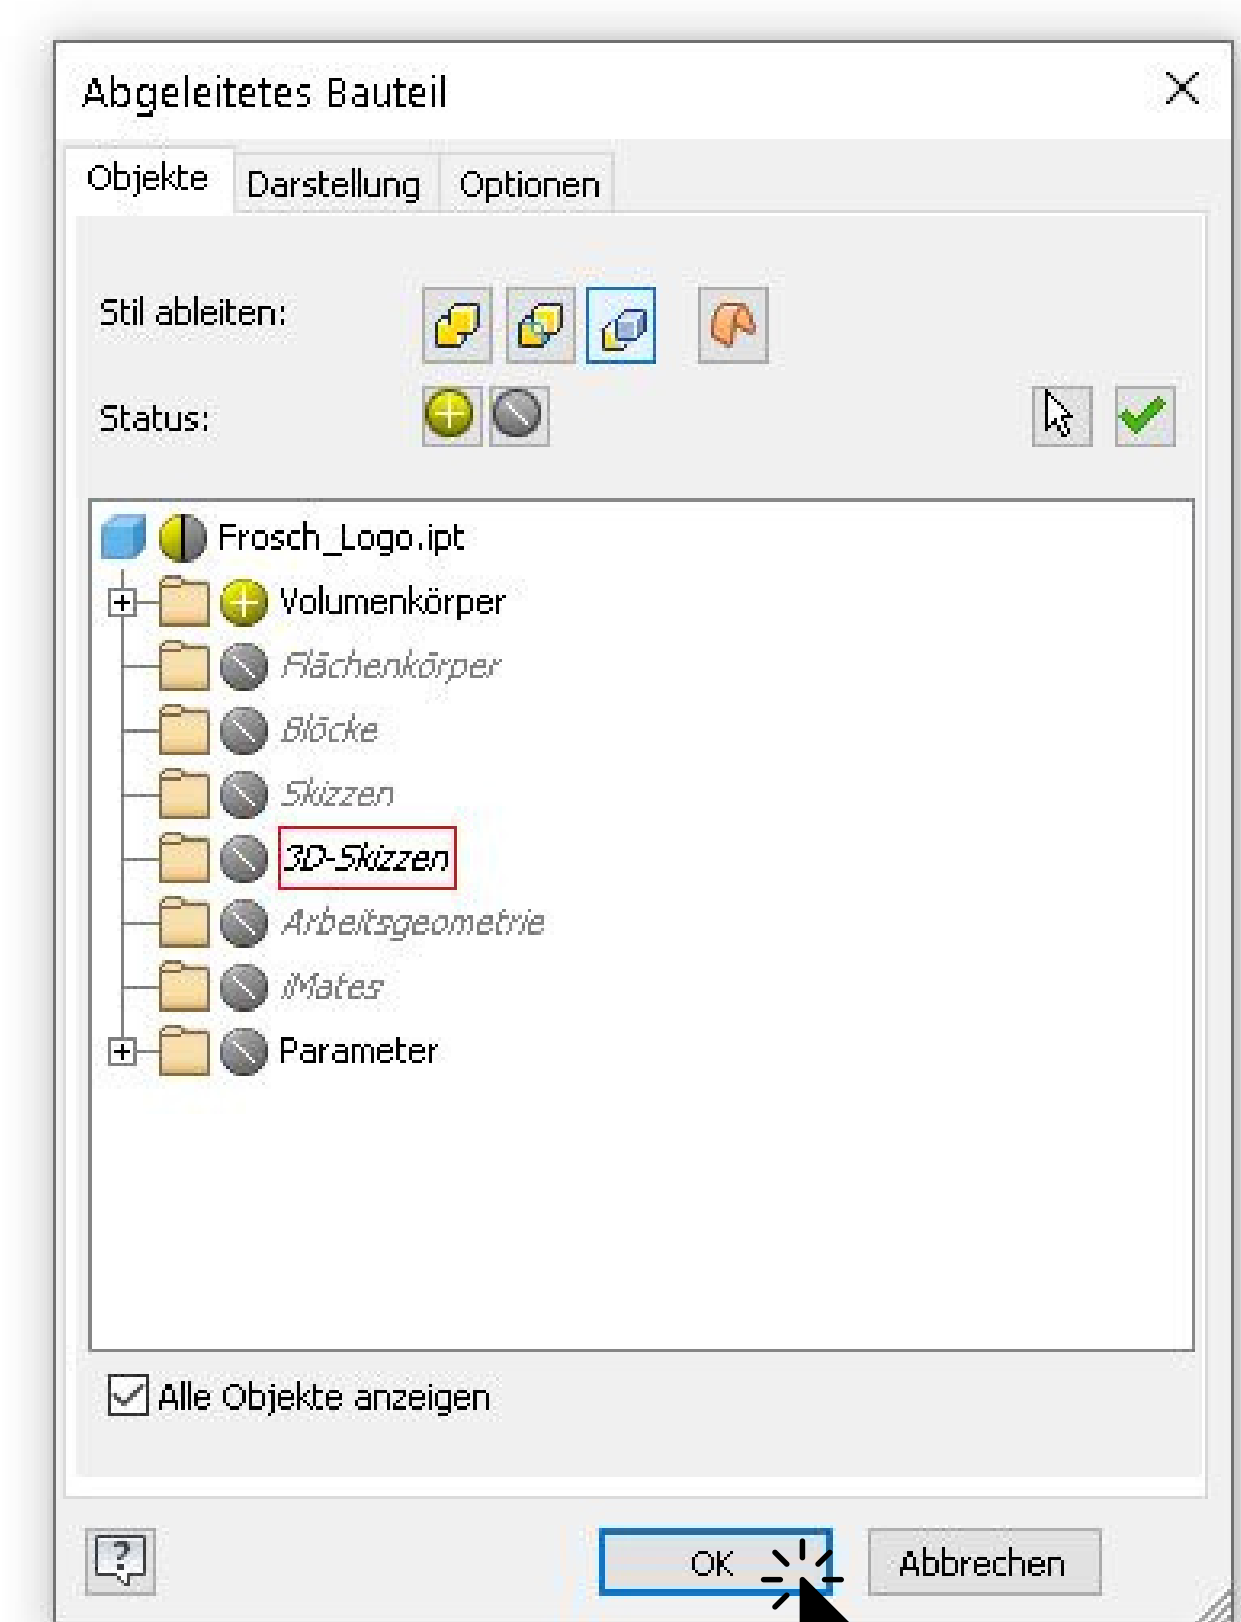 Abgeleitetes Bauteil
Objekte Darstellung Optionen
Stil ableiten:
Status:
Frosch_Logo.ipt
Volumenkörper
Flächenkörper
Blöcke
Skizzen
3D-Skizzen
Arbeitsgeometrie
iMates
Parameter
Alle Objekte anzeigen
? OK Abbrechen